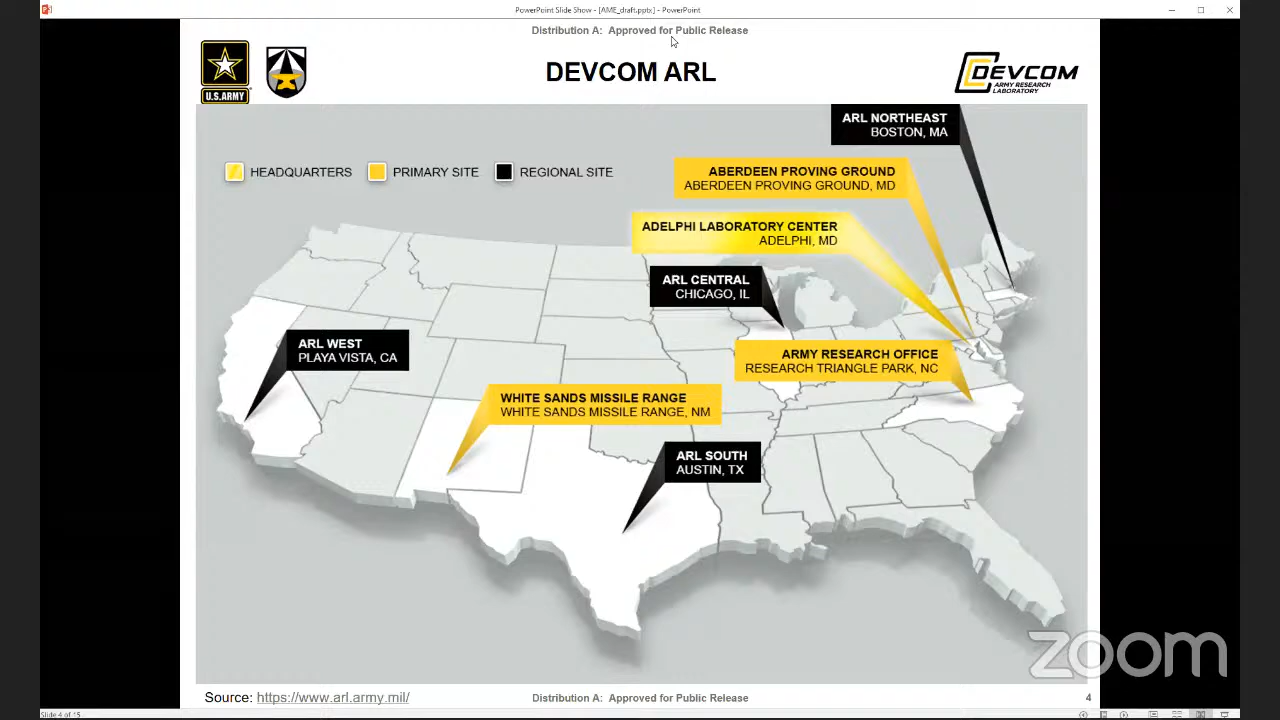 PowerPoint Slide Show - [AME_draft.pptx] - PowerPoint
Distribution A: Approved for Public Release
U.S.ARMY
DEVCOM ARL
DEVCOM
ARMY RESEARCH
LABORATORY
ARL NORTHEAST
BOSTON, MA
HEADQUARTERS
PRIMARY SITE
REGIONAL SITE
ABERDEEN PROVING GROUND
ABERDEEN PROVING GROUND, MD
ADELPHI LABORATORY CENTER
ADELPHI, MD
ARL CENTRAL
CHICAGO, IL
ARL WEST
PLAYA VISTA, CA
ARMY RESEARCH OFFICE
RESEARCH TRIANGLE PARK, NC
WHITE SANDS MISSILE RANGE
WHITE SANDS MISSILE RANGE, NM
ARL SOUTH
AUSTIN, TX
zoom
Source: https://www.arl.army.mil/
Distribution A: Approved for Public Release
4
Slide 4 of 15